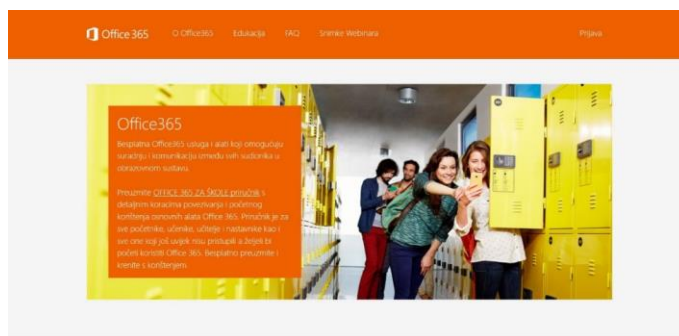 Office 365
O Office365
Edukacija
FAQ
Snimke Webinara
Prijava
Office365
Besplatna Office365 usluga i alati koji omogućuju
suradnju i komunikaciju između svih sudionika u
obrazovnom sustavu.
Preuzmite OFFICE 365 ZA ŠKOLE priručnik s
detaljnim koracima povezivanja i početnog
korištenja osnovnih alata Office 365. Priručnik je za
sve početnike, učenike, učitelje i nastavnike kao i
sve one koji još uvijek nisu pristupili a željeli bi
početi koristiti Office 365. Besplatno preuzmite i
krenite s korištenjem.